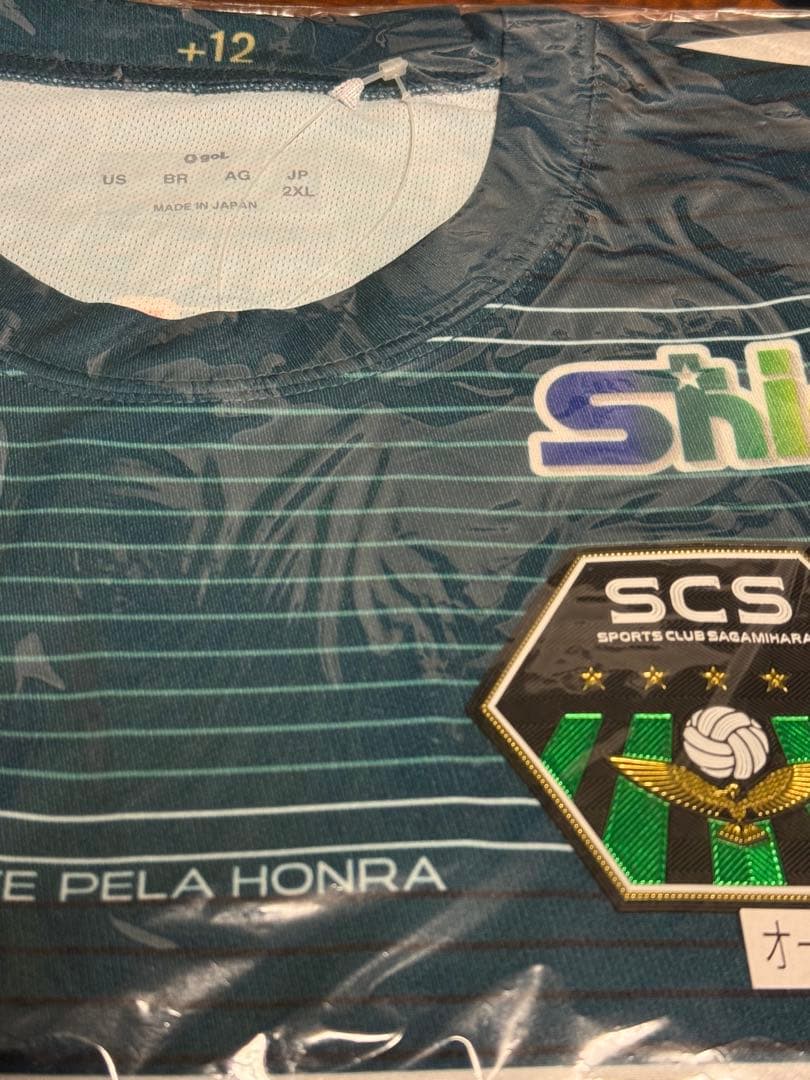 +12
goL
US BR AG JP
2XL
MADE IN JAPAN
Shi
SCS
SPORTS CLUB SAGAMIHARA
TE PELA HONRA
オー